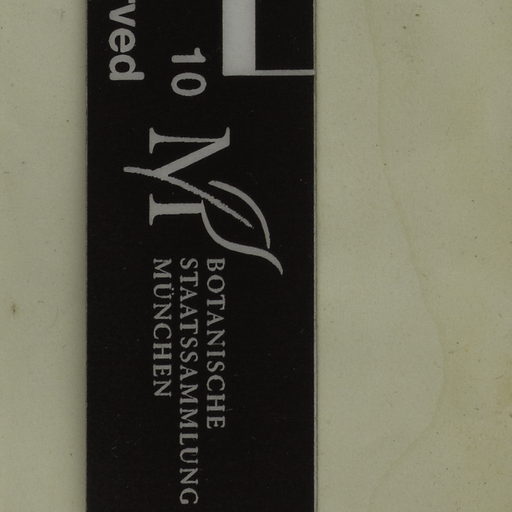 rved
10
BOTANISCHE
STAATSSAMMLUNG
MÜNCHEN